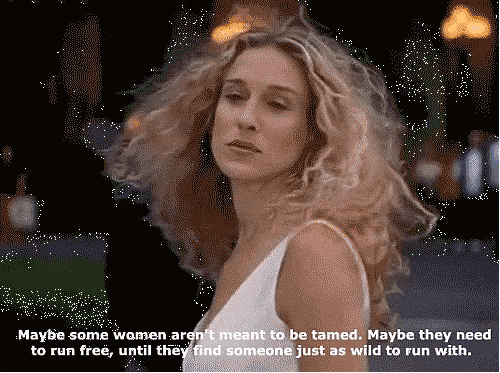 Maybe some women aren't meant to be tamed. Maybe they need
to run free, until they find someone just as wild to run with.